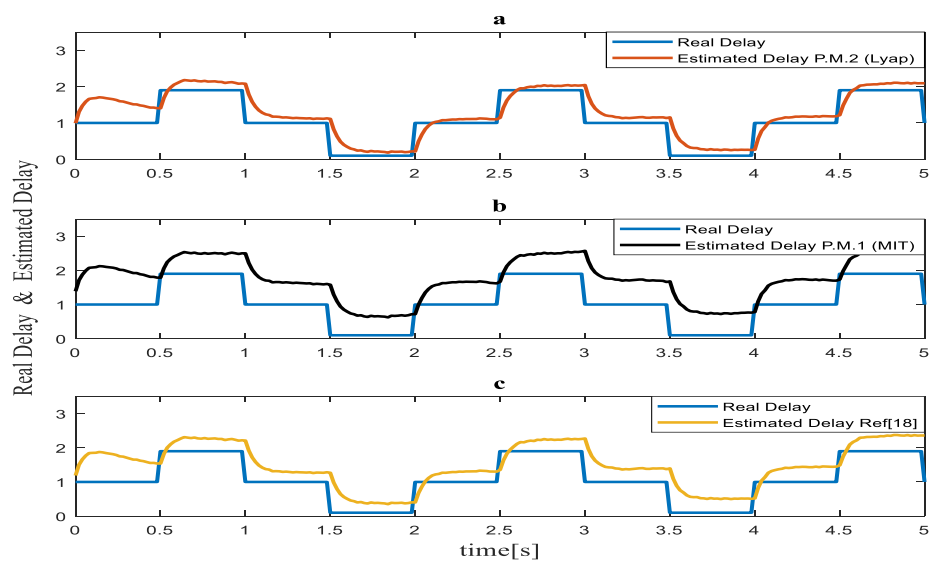 a
Real Delay
Estimated Delay P.M.2 (Lyap)
3
2
1
0
0 0.5 1 1.5 2 2.5 3 3.5 4 4.5 5
b
Real Delay
Estimated Delay P.M.1 (MIT)
3
2
1
0
0 0.5 1 1.5 2 2.5 3 3.5 4 4.5 5
c
Real Delay
Estimated Delay Ref[18]
3
2
1
0
0 0.5 1 1.5 2 2.5 3 3.5 4 4.5 5
time[s]
Real Delay & Estimated Delay